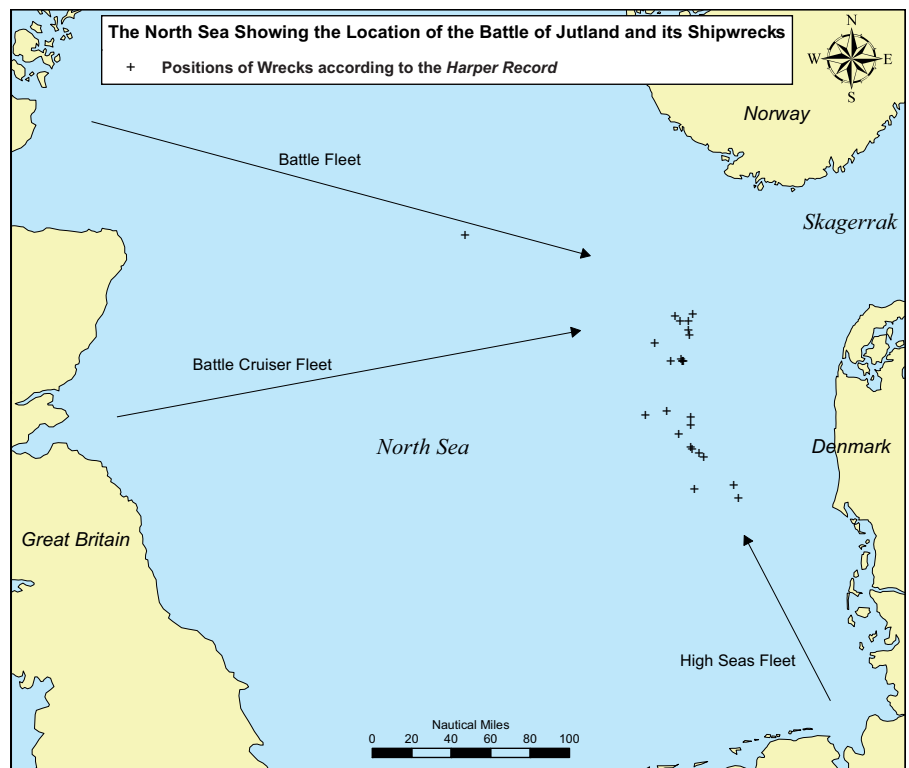 The North Sea Showing the Location of the Battle of Jutland and its Shipwrecks
+ Positions of Wrecks according to the Harper Record
N
W E
S
Norway
Battle Fleet
Skagerrak
Battle Cruiser Fleet
North Sea
Denmark
Great Britain
High Seas Fleet
Nautical Miles
0 20 40 60 80 100